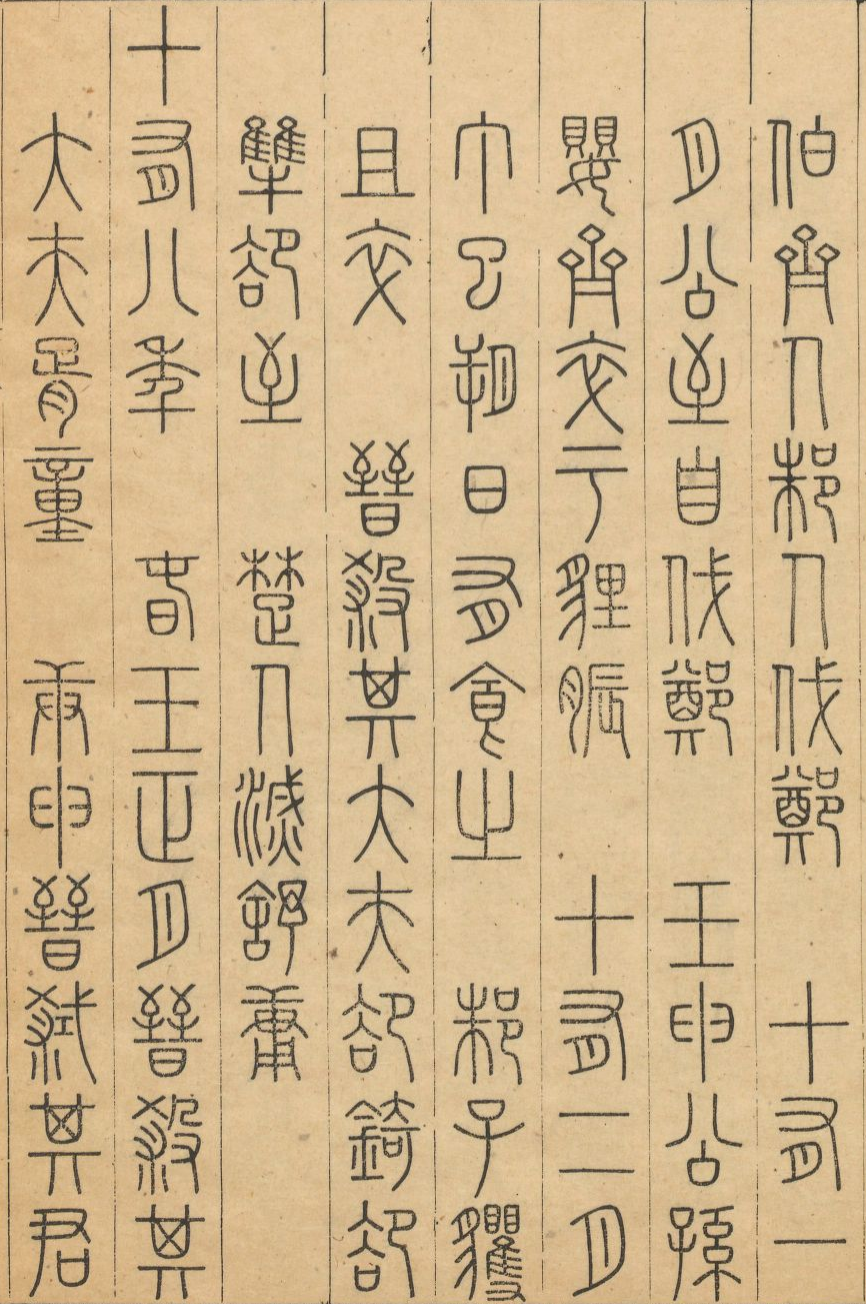 伯齊人邾人伐鄭 十有一
月公至自伐鄭 壬申公孫
嬰齊卒于貍脤 十有二月
丁巳朔日有食之 邾子貜
且卒 晉殺其大夫郤錡郤
犨郤至 楚人滅舒庸
十有八年 春王正月晉殺其
大夫胥童 庚申晉弑其君